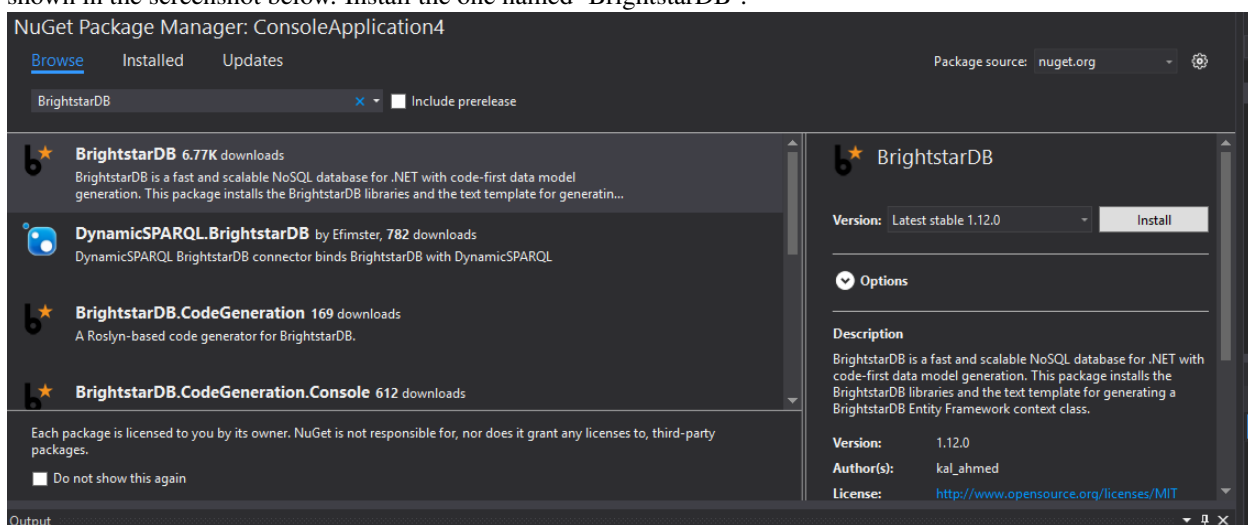 shown in the screenshot below. Install the one named "BrightstarDB".
NuGet Package Manager: ConsoleApplication4
Browse Installed Updates
Package source: nuget.org
BrightstarDB
Include prerelease
BrightstarDB 6.77K downloads
BrightstarDB is a fast and scalable NoSQL database for .NET with code-first data model
generation. This package installs the BrightstarDB libraries and the text template for generatin...
DynamicSPARQL.BrightstarDB by Efimster, 782 downloads
DynamicSPARQL BrightstarDB connector binds BrightstarDB with DynamicSPARQL
BrightstarDB.CodeGeneration 169 downloads
A Roslyn-based code generator for BrightstarDB.
BrightstarDB.CodeGeneration.Console 612 downloads
Each package is licensed to you by its owner. NuGet is not responsible for, nor does it grant any licenses to, third-party
packages.
Do not show this again
BrightstarDB
Version: Latest stable 1.12.0 Install
Options
Description
BrightstarDB is a fast and scalable NoSQL database for .NET with
code-first data model generation. This package installs the
BrightstarDB libraries and the text template for generating a
BrightstarDB Entity Framework context class.
Version: 1.12.0
Author(s): kal_ahmed
License: http://www.opensource.org/licenses/MIT
Output